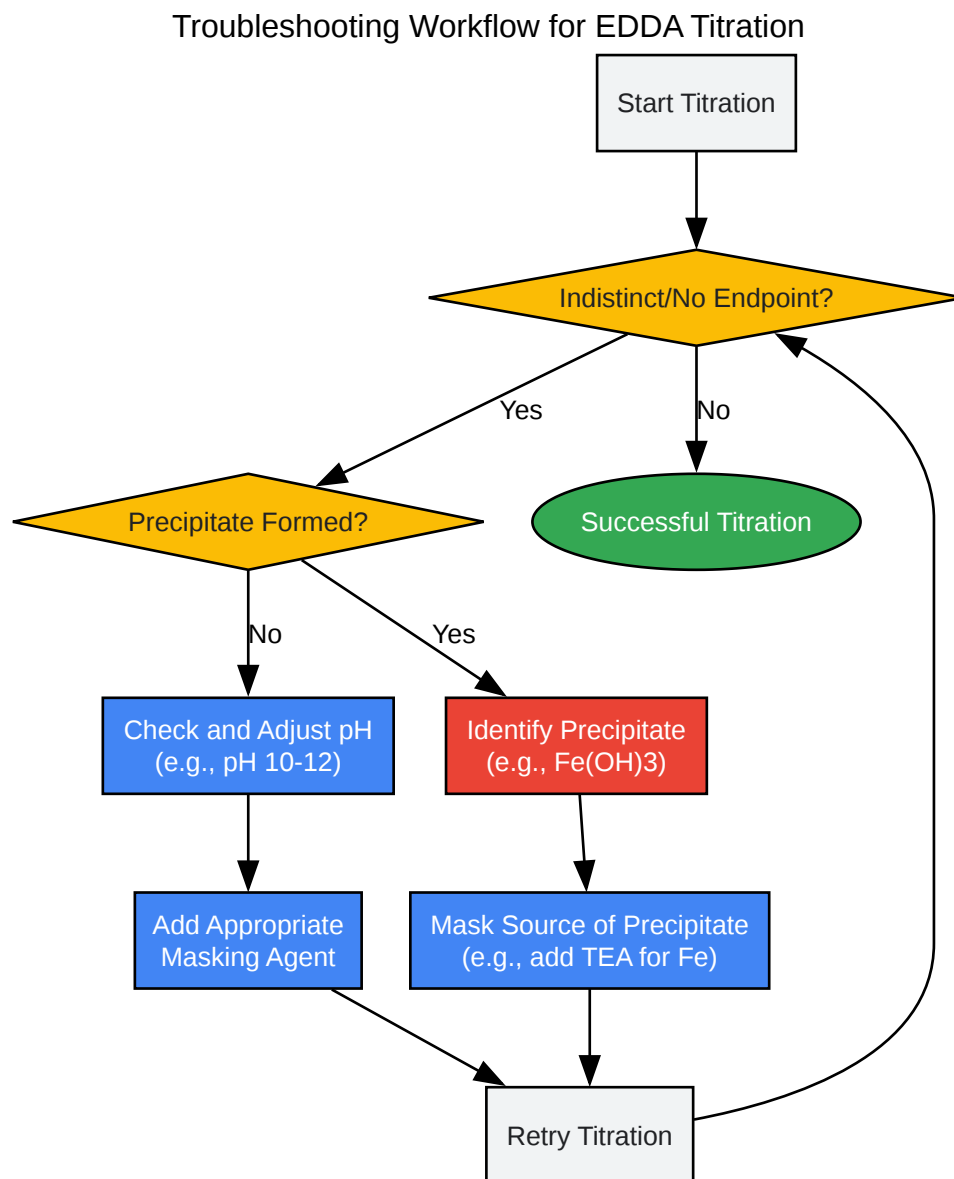 Troubleshooting Workflow for EDDA Titration
Start Titration
Indistinct/No Endpoint?
Yes
No
Precipitate Formed?
Successful Titration
No
Yes
Check and Adjust pH
(e.g., pH 10-12)
Identify Precipitate
(e.g., Fe(OH)3)
Add Appropriate
Masking Agent
Mask Source of Precipitate
(e.g., add TEA for Fe)
Retry Titration